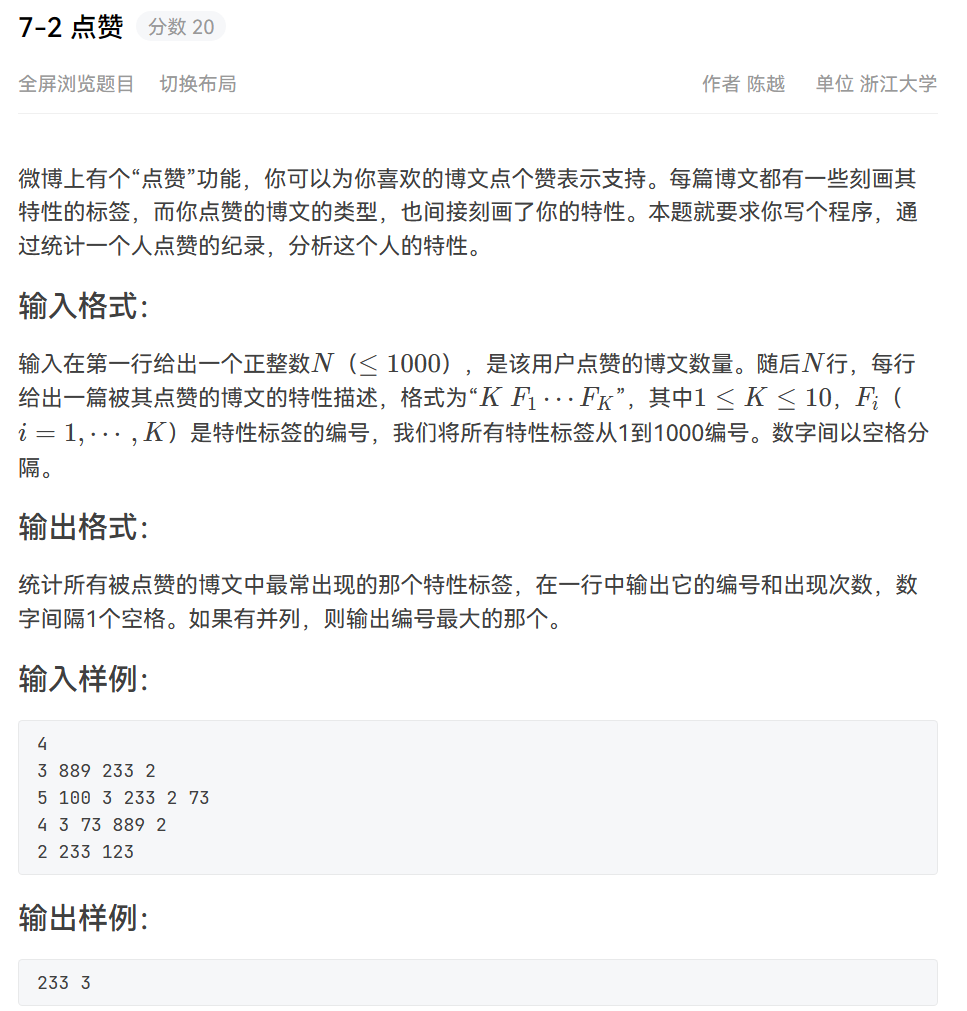 7-2 点赞 分数 20
全屏浏览题目 切换布局 作者 陈越 单位 浙江大学
微博上有个“点赞”功能，你可以为你喜欢的博文点个赞表示支持。每篇博文都有一些刻画其
特性的标签，而你点赞的博文的类型，也间接刻画了你的特性。本题就要求你写个程序，通
过统计一个人点赞的纪录，分析这个人的特性。
输入格式：
输入在第一行给出一个正整数N（≤ 1000），是该用户点赞的博文数量。随后N行，每行
给出一篇被其点赞的博文的特性描述，格式为“K F₁ ⋯ F_K”，其中1 ≤ K ≤ 10，F_i（
i = 1, ⋯ , K）是特性标签的编号，我们将所有特性标签从1到1000编号。数字间以空格分
隔。
输出格式：
统计所有被点赞的博文中最常出现的那个特性标签，在一行中输出它的编号和出现次数，数
字间隔1个空格。如果有并列，则输出编号最大的那个。
输入样例：
4
3 889 233 2
5 100 3 233 2 73
4 3 73 889 2
2 233 123
输出样例：
233 3